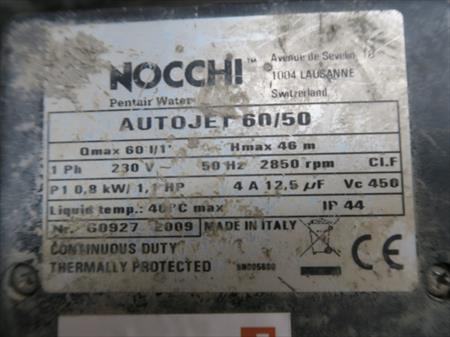 NOCCHI™
Avenue de Sevelin 18
1004 LAUSANNE
Switzerland
Pentair Water
AUTOJET 60/50
Qmax 60 l/1' Hmax 46 m
1 Ph 230 V~ 50 Hz 2850 rpm Cl.F
P1 0,8 kW/ 1,1 HP 4 A 12,5 µF Vc 450
Liquid temp.: 40°C max IP 44
Nr. G0927 2009 MADE IN ITALY
CONTINUOUS DUTY
THERMALLY PROTECTED
CE